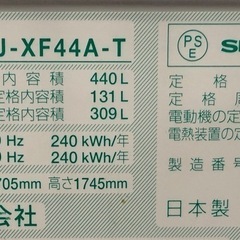 J-XF44A-T
内容積 440L
定格内容積 131L
格内容積 309L
Hz 240 kWh/年
Hz 240 kWh/年
705mm 高さ1745mm
会社
PS
E
定格
定格
電動機の定
電熱装置の定
製造番号
日本製